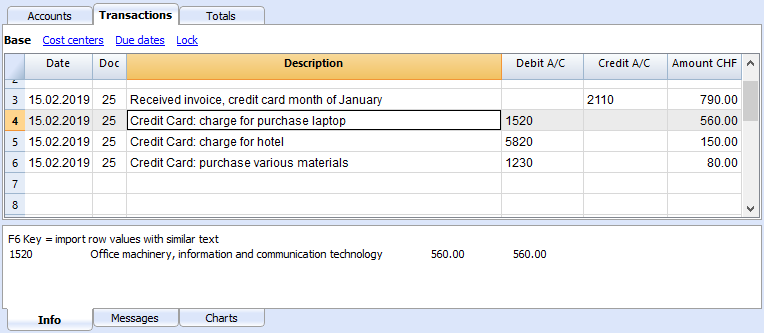 Accounts Transactions Totals
Base Cost centers Due dates Lock
Date Doc Description Debit A/C Credit A/C Amount CHF
2
3 15.02.2019 25 Received invoice, credit card month of January 2110 790.00
4 15.02.2019 25 Credit Card: charge for purchase laptop 1520 560.00
5 15.02.2019 25 Credit Card: charge for hotel 5820 150.00
6 15.02.2019 25 Credit Card: purchase various materials 1230 80.00
7
8
F6 Key = import row values with similar text
1520 Office machinery, information and communication technology 560.00 560.00
Info Messages Charts